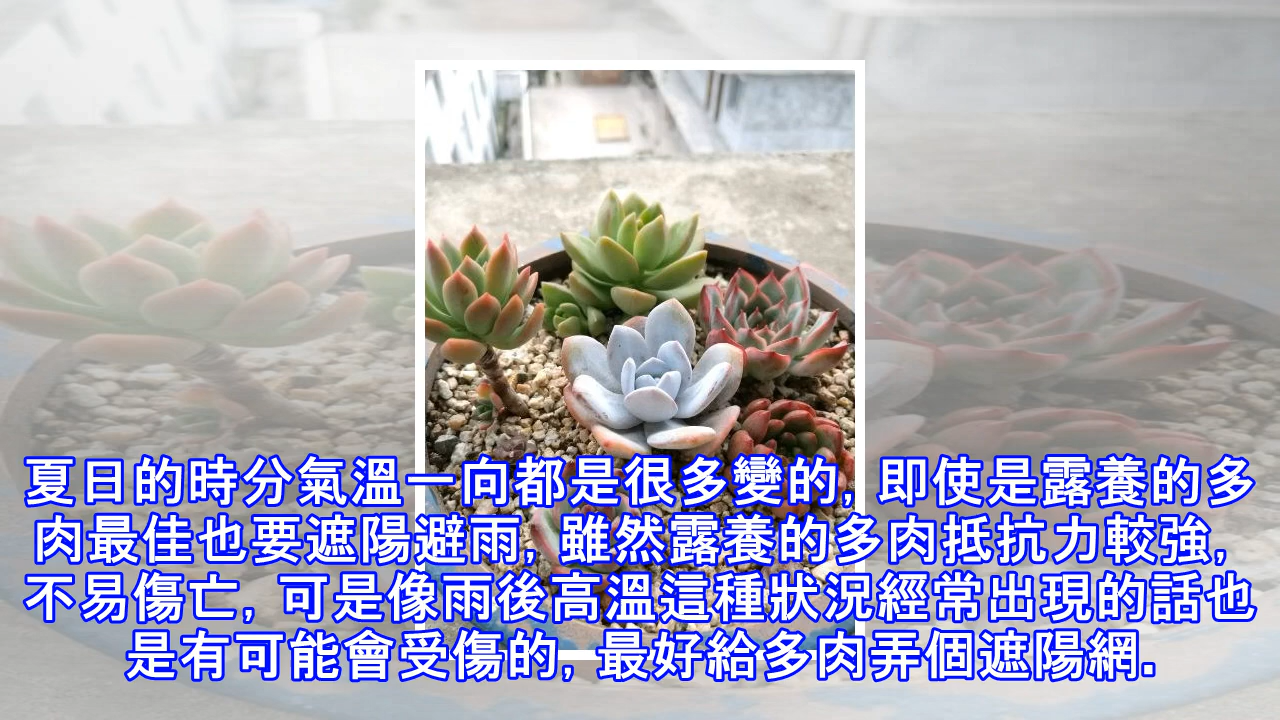 夏日的時分氣溫一向都是很多變的, 即使是露養的多
肉最佳也要遮陽避雨, 雖然露養的多肉抵抗力較強,
不易傷亡, 可是像雨後高溫這種狀況經常出現的話也
是有可能會受傷的, 最好給多肉弄個遮陽網.